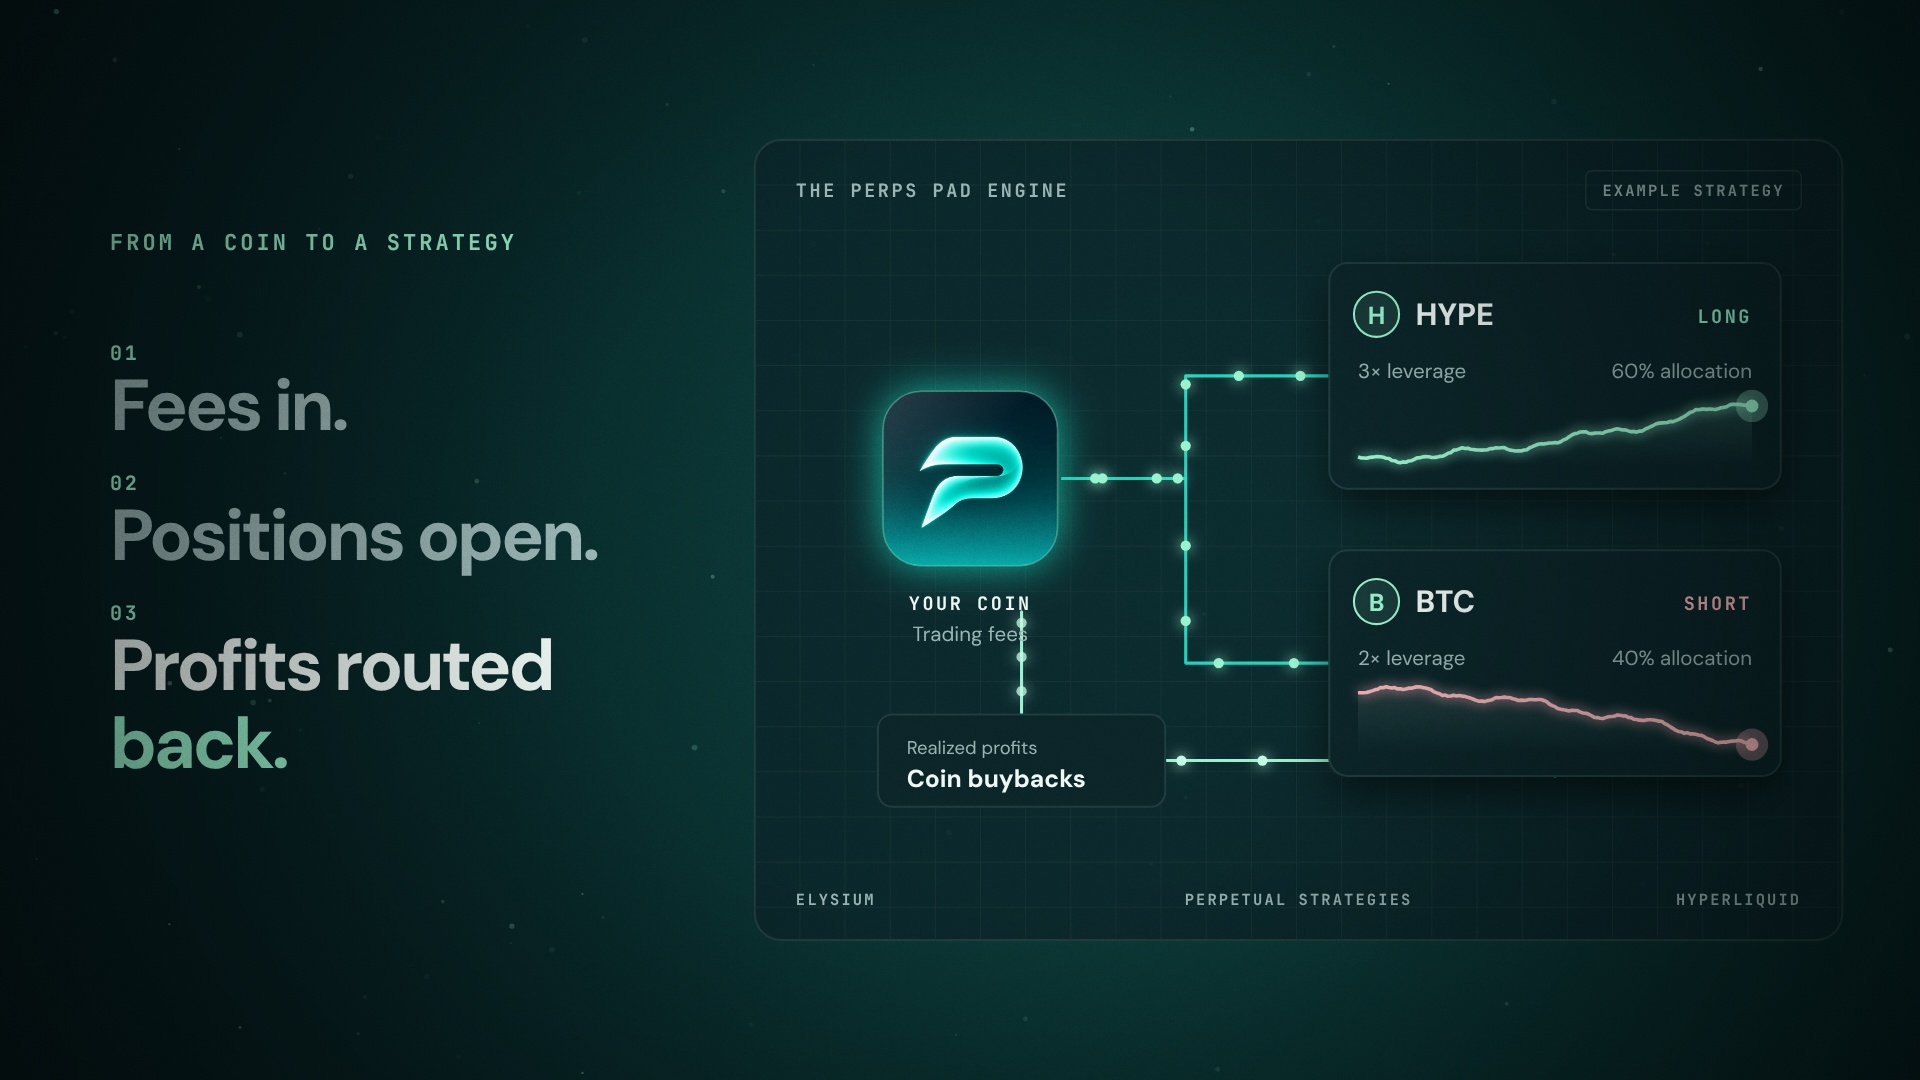 FROM A COIN TO A STRATEGY
01
Fees in.
02
Positions open.
03
Profits routed
back.
THE PERPS PAD ENGINE
EXAMPLE STRATEGY
H HYPE
LONG
3× leverage
60% allocation
YOUR COIN
Trading fees
B BTC
SHORT
2× leverage
40% allocation
Realized profits
Coin buybacks
ELYSIUM
PERPETUAL STRATEGIES
HYPERLIQUID